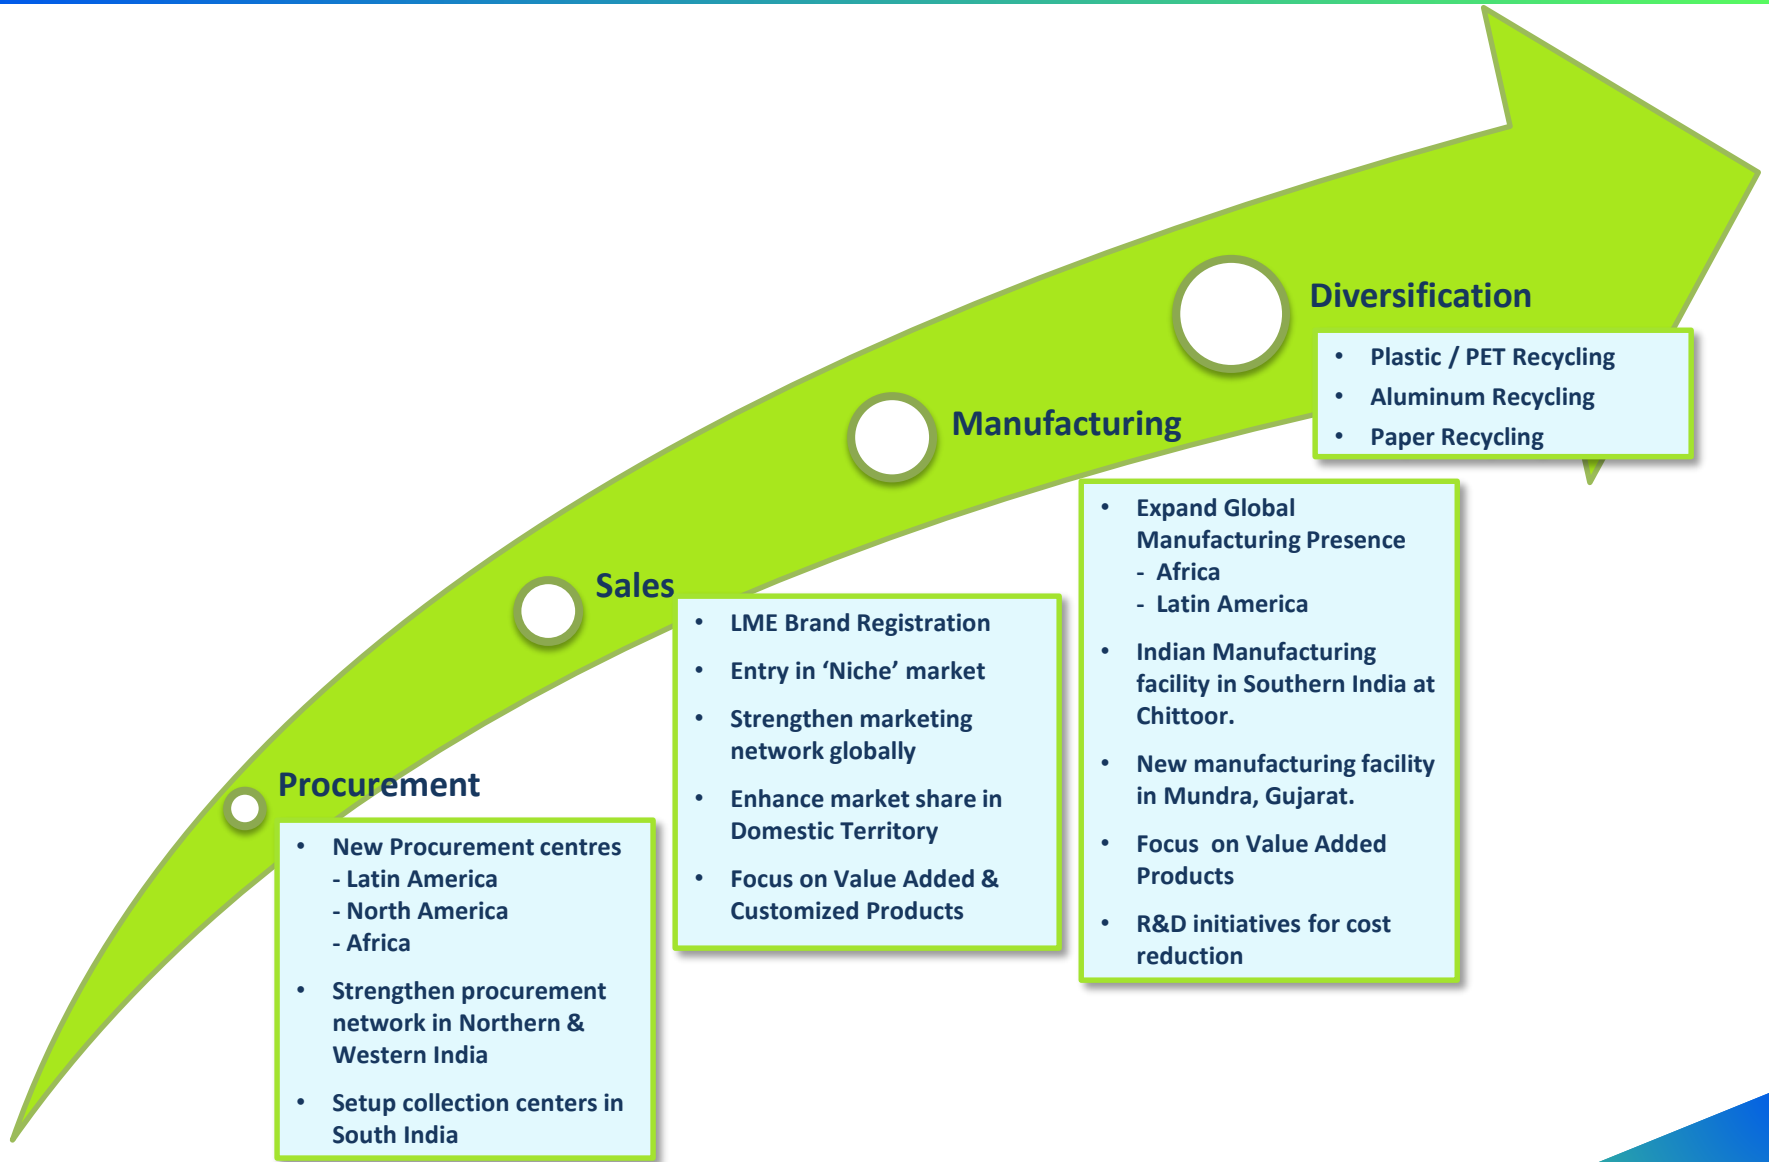 Procurement
• New Procurement centres
- Latin America
- North America
- Africa
• Strengthen procurement
network in Northern &
Western India
• Setup collection centers in
South India
Sales
• LME Brand Registration
• Entry in ‘Niche’ market
• Strengthen marketing
network globally
• Enhance market share in
Domestic Territory
• Focus on Value Added &
Customized Products
Manufacturing
• Expand Global
Manufacturing Presence
- Africa
- Latin America
• Indian Manufacturing
facility in Southern India at
Chittoor.
• New manufacturing facility
in Mundra, Gujarat.
• Focus on Value Added
Products
• R&D initiatives for cost
reduction
Diversification
• Plastic / PET Recycling
• Aluminum Recycling
• Paper Recycling